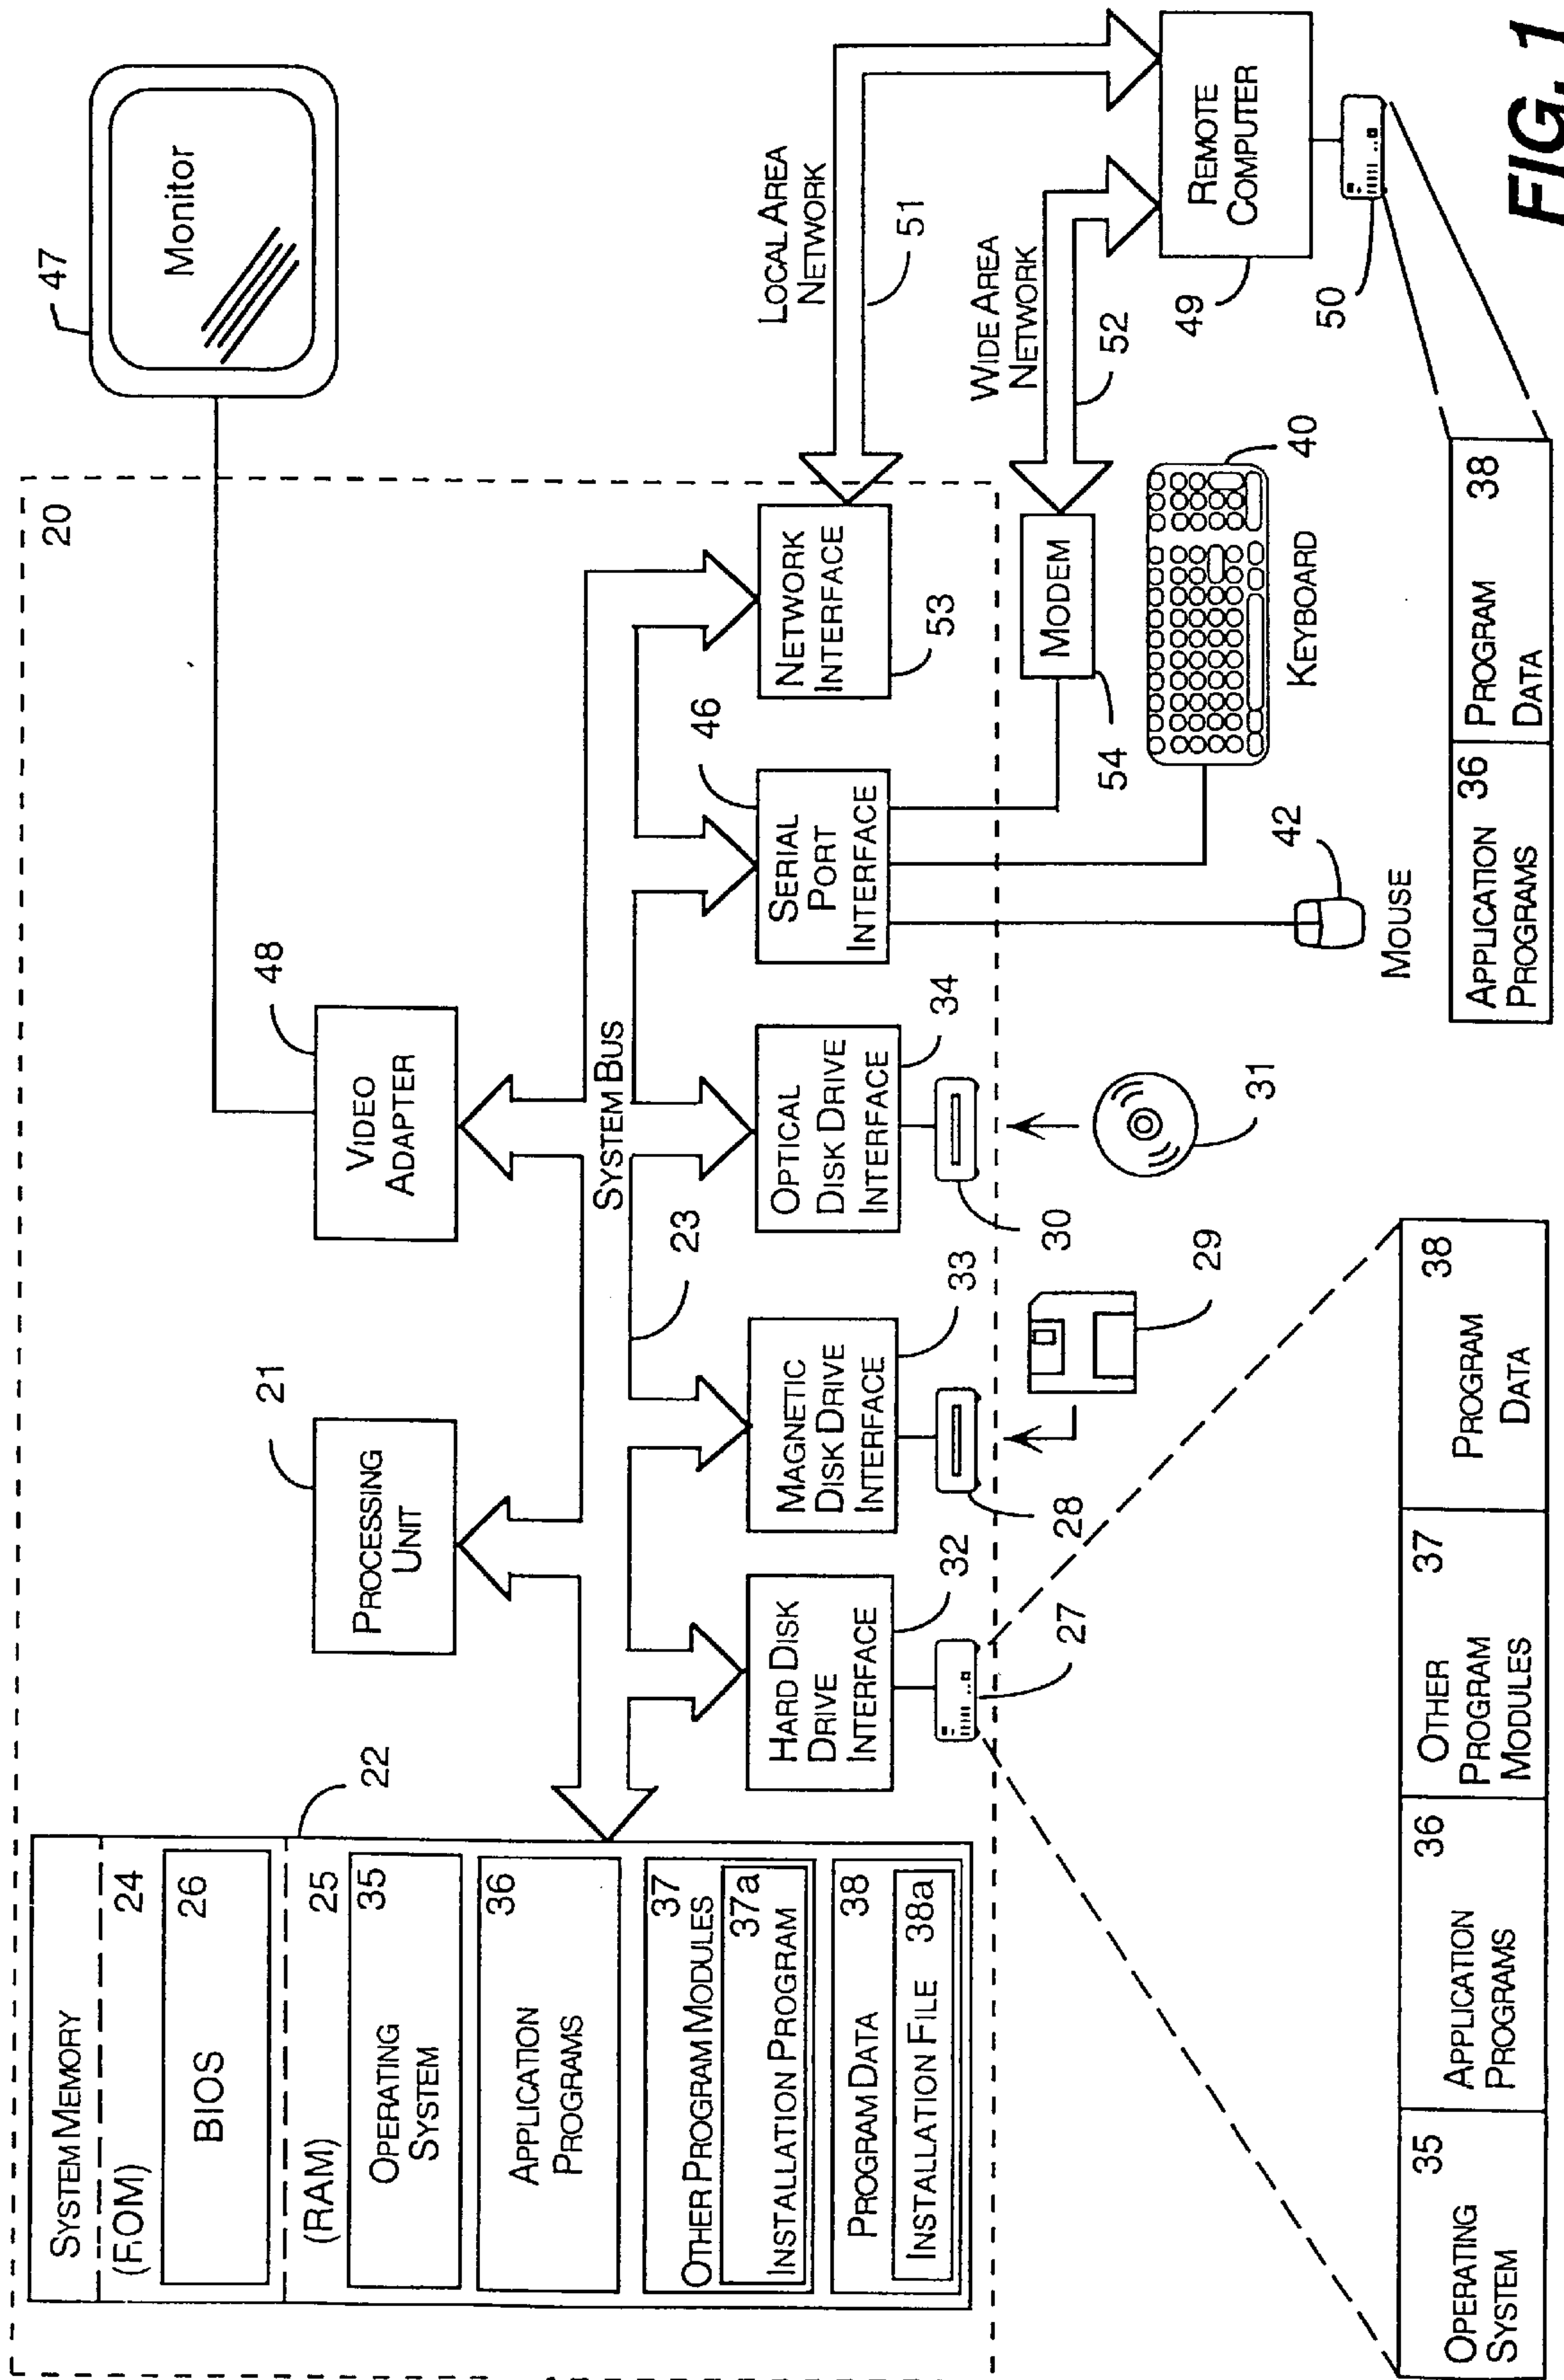 20
47
Monitor
SYSTEM MEMORY
(F.OM) 24
BIOS 26
(RAM) 25
OPERATING
SYSTEM
35
APPLICATION
PROGRAMS
36
OTHER PROGRAM MODULES 37
37a
INSTALLATION PROGRAM
PROGRAM DATA 38
INSTALLATION FILE 38a
22
21
PROCESSING
UNIT
48
VIDEO
ADAPTER
SYSTEM BUS
23
HARD DISK
DRIVE
INTERFACE
32
MAGNETIC
DISK DRIVE
INTERFACE
33
OPTICAL
DISK DRIVE
INTERFACE
34
SERIAL
PORT
INTERFACE
46
NETWORK
INTERFACE
53
27
28
30
29
31
LOCAL AREA
NETWORK
51
WIDE AREA
NETWORK
52
MODEM
54
40
KEYBOARD
42
MOUSE
REMOTE
COMPUTER
49
50
OPERATING
SYSTEM
35
APPLICATION
PROGRAMS
36
OTHER
PROGRAM
MODULES
37
PROGRAM
DATA
38
APPLICATION
PROGRAMS
36
PROGRAM
DATA
38
FIG. 1